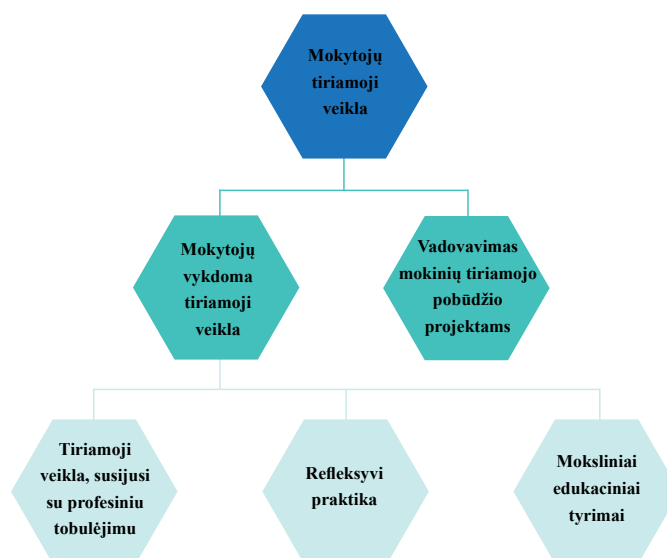 Mokytojų
tiriamoji
veikla
Mokytojų
vykdoma
tiriamoji
veikla
Vadovavimas
mokinių tiriamojo
pobūdžio
projektams
Tiriamoji
veikla, susijusi
su profesiniu
tobulėjimu
Refleksyvi
praktika
Moksliniai
edukaciniai
tyrimai